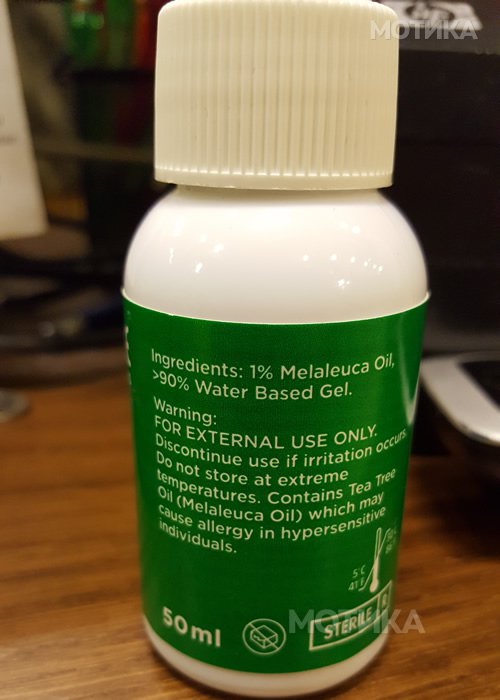 МОТИКА
Ingredients: 1% Melaleuca Oil,
>90% Water Based Gel.
Warning:
FOR EXTERNAL USE ONLY.
Discontinue use if irritation occurs.
Do not store at extreme
temperatures. Contains Tea Tree
Oil (Melaleuca Oil) which may
cause allergy in hypersensitive
individuals.
5 C
41 F
50ml
STERILE R
МОТИКА